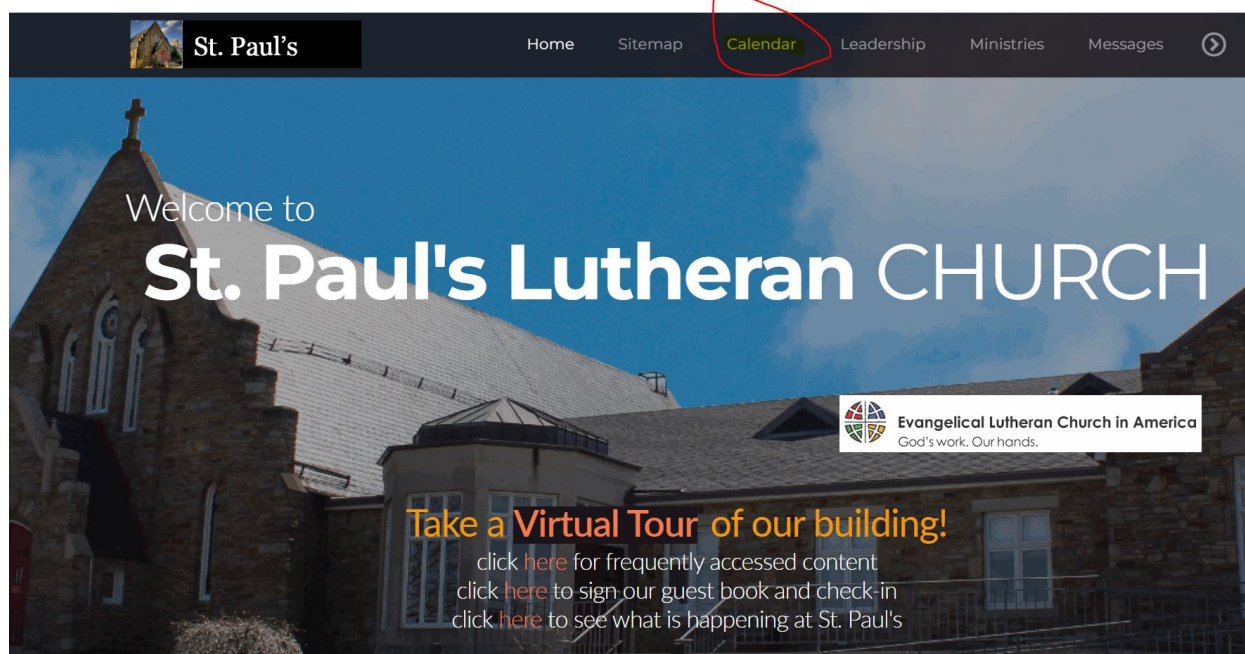 St. Paul's
Home Sitemap Calendar Leadership Ministries Messages
Welcome to
St. Paul's Lutheran CHURCH
Evangelical Lutheran Church in America
God's work. Our hands.
Take a Virtual Tour of our building!
click here for frequently accessed content
click here to sign our guest book and check-in
click here to see what is happening at St. Paul's